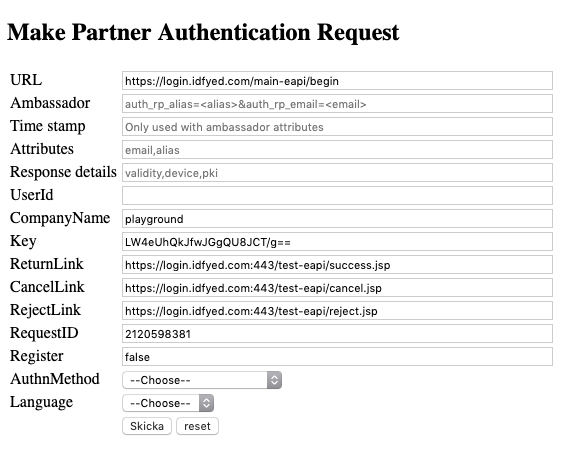 Make Partner Authentication Request
URL https://login.idfyed.com/main-eapi/begin
Ambassador auth_rp_alias=<alias>&auth_rp_email=<email>
Time stamp Only used with ambassador attributes
Attributes email,alias
Response details validity,device,pki
UserId
CompanyName playground
Key LW4eUhQkJfwJGgQU8JCT/g==
ReturnLink https://login.idfyed.com:443/test-eapi/success.jsp
CancelLink https://login.idfyed.com:443/test-eapi/cancel.jsp
RejectLink https://login.idfyed.com:443/test-eapi/reject.jsp
RequestID 2120598381
Register false
AuthnMethod --Choose--
Language --Choose--
Skicka reset